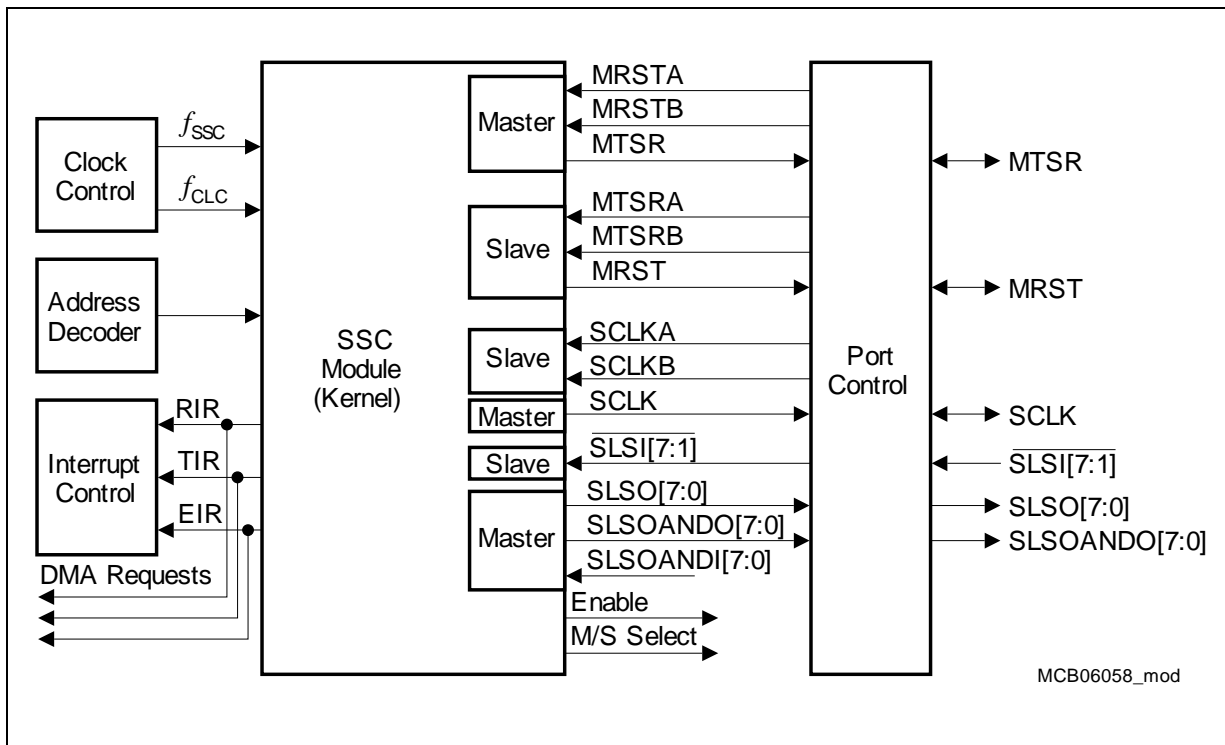 Clock
Control
fSSC
fCLC
Address
Decoder
Interrupt
Control
RIR
TIR
EIR
DMA Requests
SSC
Module
(Kernel)
Master
MRSTA
MRSTB
MTSR
Slave
MTSRA
MTSRB
MRST
Slave
SCLKA
SCLKB
Master
SCLK
Slave
SLSI[7:1]
Master
SLSO[7:0]
SLSOANDO[7:0]
SLSOANDI[7:0]
Enable
M/S Select
Port
Control
MTSR
MRST
SCLK
SLSI[7:1]
SLSO[7:0]
SLSOANDO[7:0]
MCB06058_mod